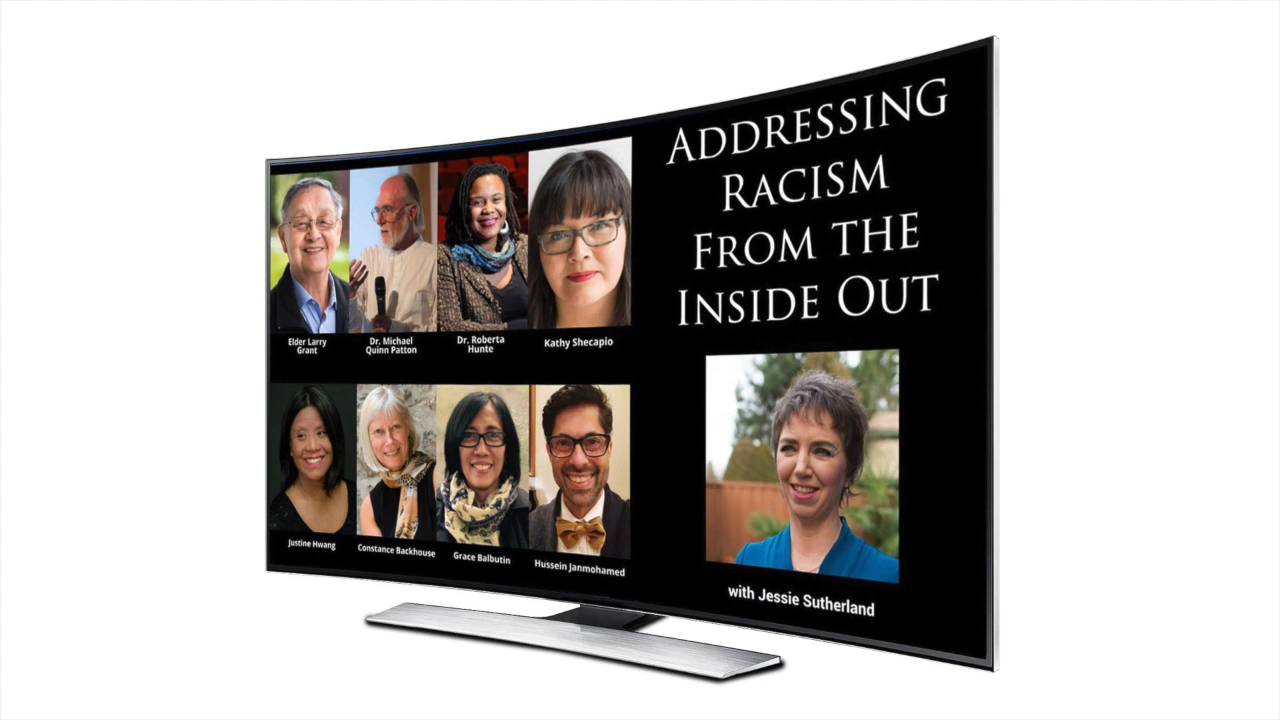 Addressing
Racism
From the
Inside Out
Elder Larry
Grant
Dr. Michael
Quinn Patton
Dr. Roberta
Hunte
Kathy Shecapio
Justine Hwang
Constance Backhouse
Grace Balbutin
Hussein Janmohamed
with Jessie Sutherland